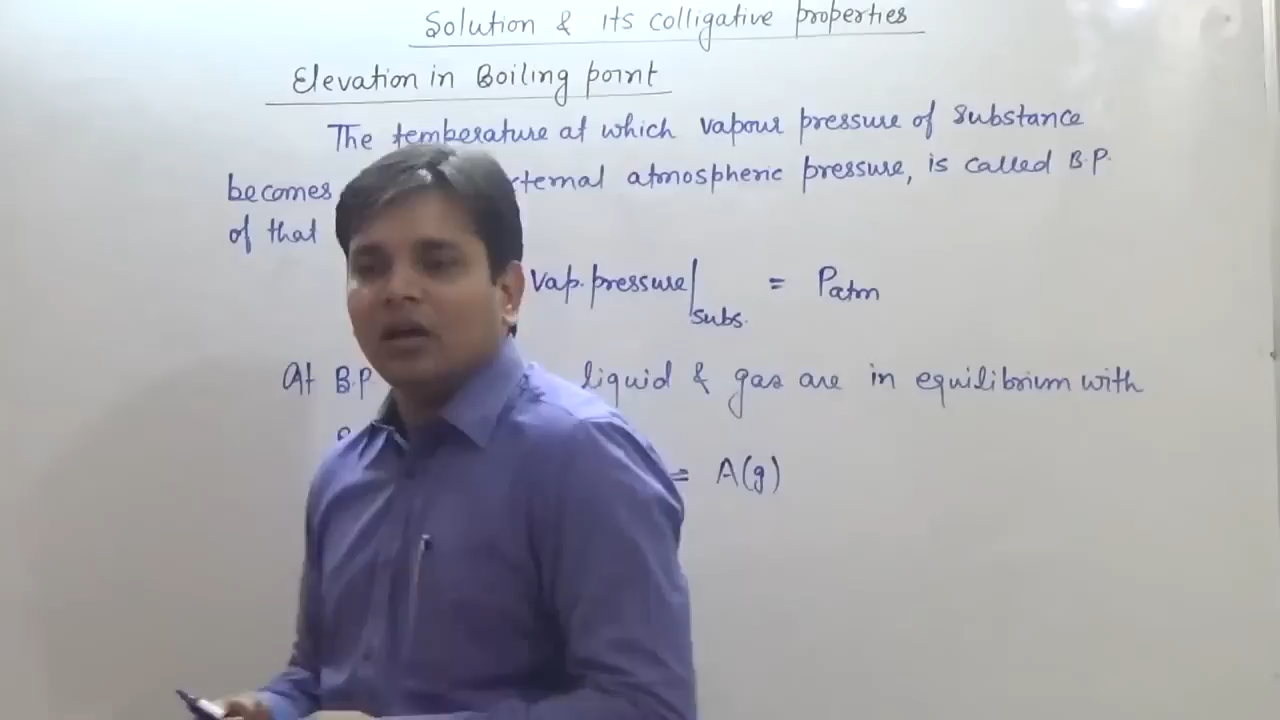 Solution & its colligative properties
Elevation in Boiling point
The temperature at which vapour pressure of substance
becomes ternal atmospheric pressure, is called B.P.
of that
Vap. pressure|subs. = Patm
At B.P liquid & gas are in equilibrium with
= A(g)